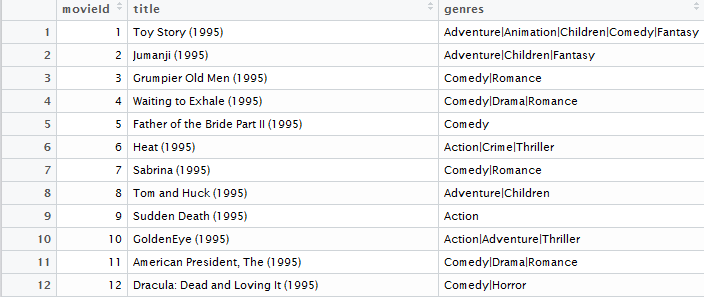 movieId title genres
1 1 Toy Story (1995) Adventure|Animation|Children|Comedy|Fantasy
2 2 Jumanji (1995) Adventure|Children|Fantasy
3 3 Grumpier Old Men (1995) Comedy|Romance
4 4 Waiting to Exhale (1995) Comedy|Drama|Romance
5 5 Father of the Bride Part II (1995) Comedy
6 6 Heat (1995) Action|Crime|Thriller
7 7 Sabrina (1995) Comedy|Romance
8 8 Tom and Huck (1995) Adventure|Children
9 9 Sudden Death (1995) Action
10 10 GoldenEye (1995) Action|Adventure|Thriller
11 11 American President, The (1995) Comedy|Drama|Romance
12 12 Dracula: Dead and Loving It (1995) Comedy|Horror